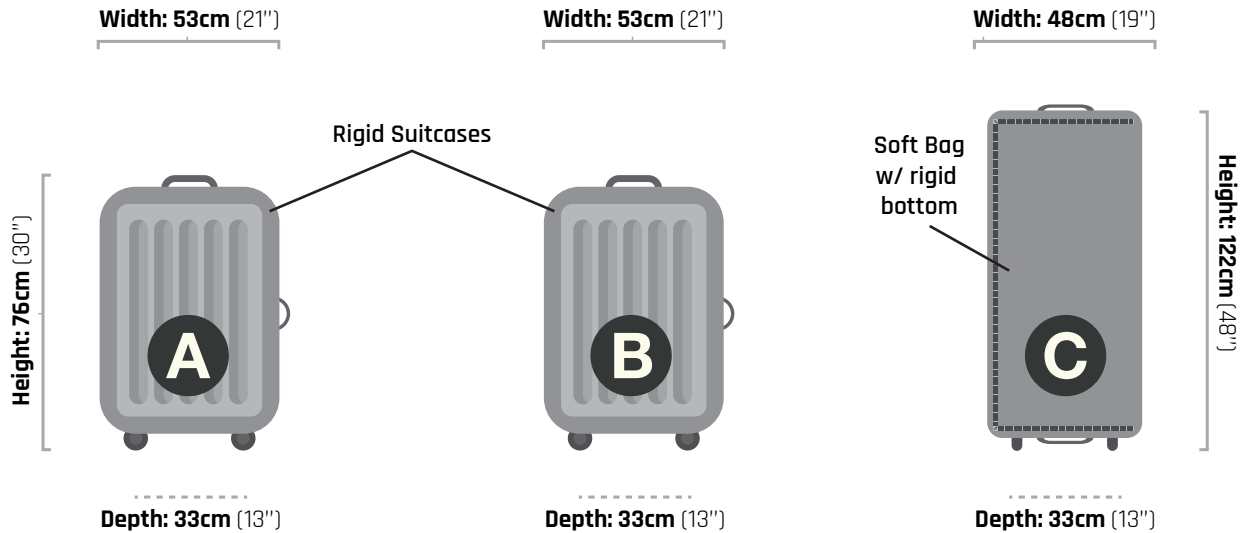 Width: 53cm (21”)
Width: 53cm (21”)
Width: 48cm (19”)
Rigid Suitcases
Soft Bag
w/ rigid
bottom
Height: 76cm (30”)
Height: 122cm (48”)
A
B
C
Depth: 33cm (13”)
Depth: 33cm (13”)
Depth: 33cm (13”)